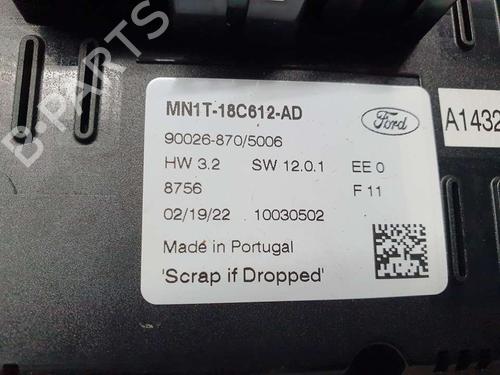 B-PARTS
MN1T-18C612-AD
Ford
A1432
90026-870/5006
HW 3.2 SW 12.0.1 EE 0
8756 F 11
02/19/22 10030502
Made in Portugal
'Scrap if Dropped'